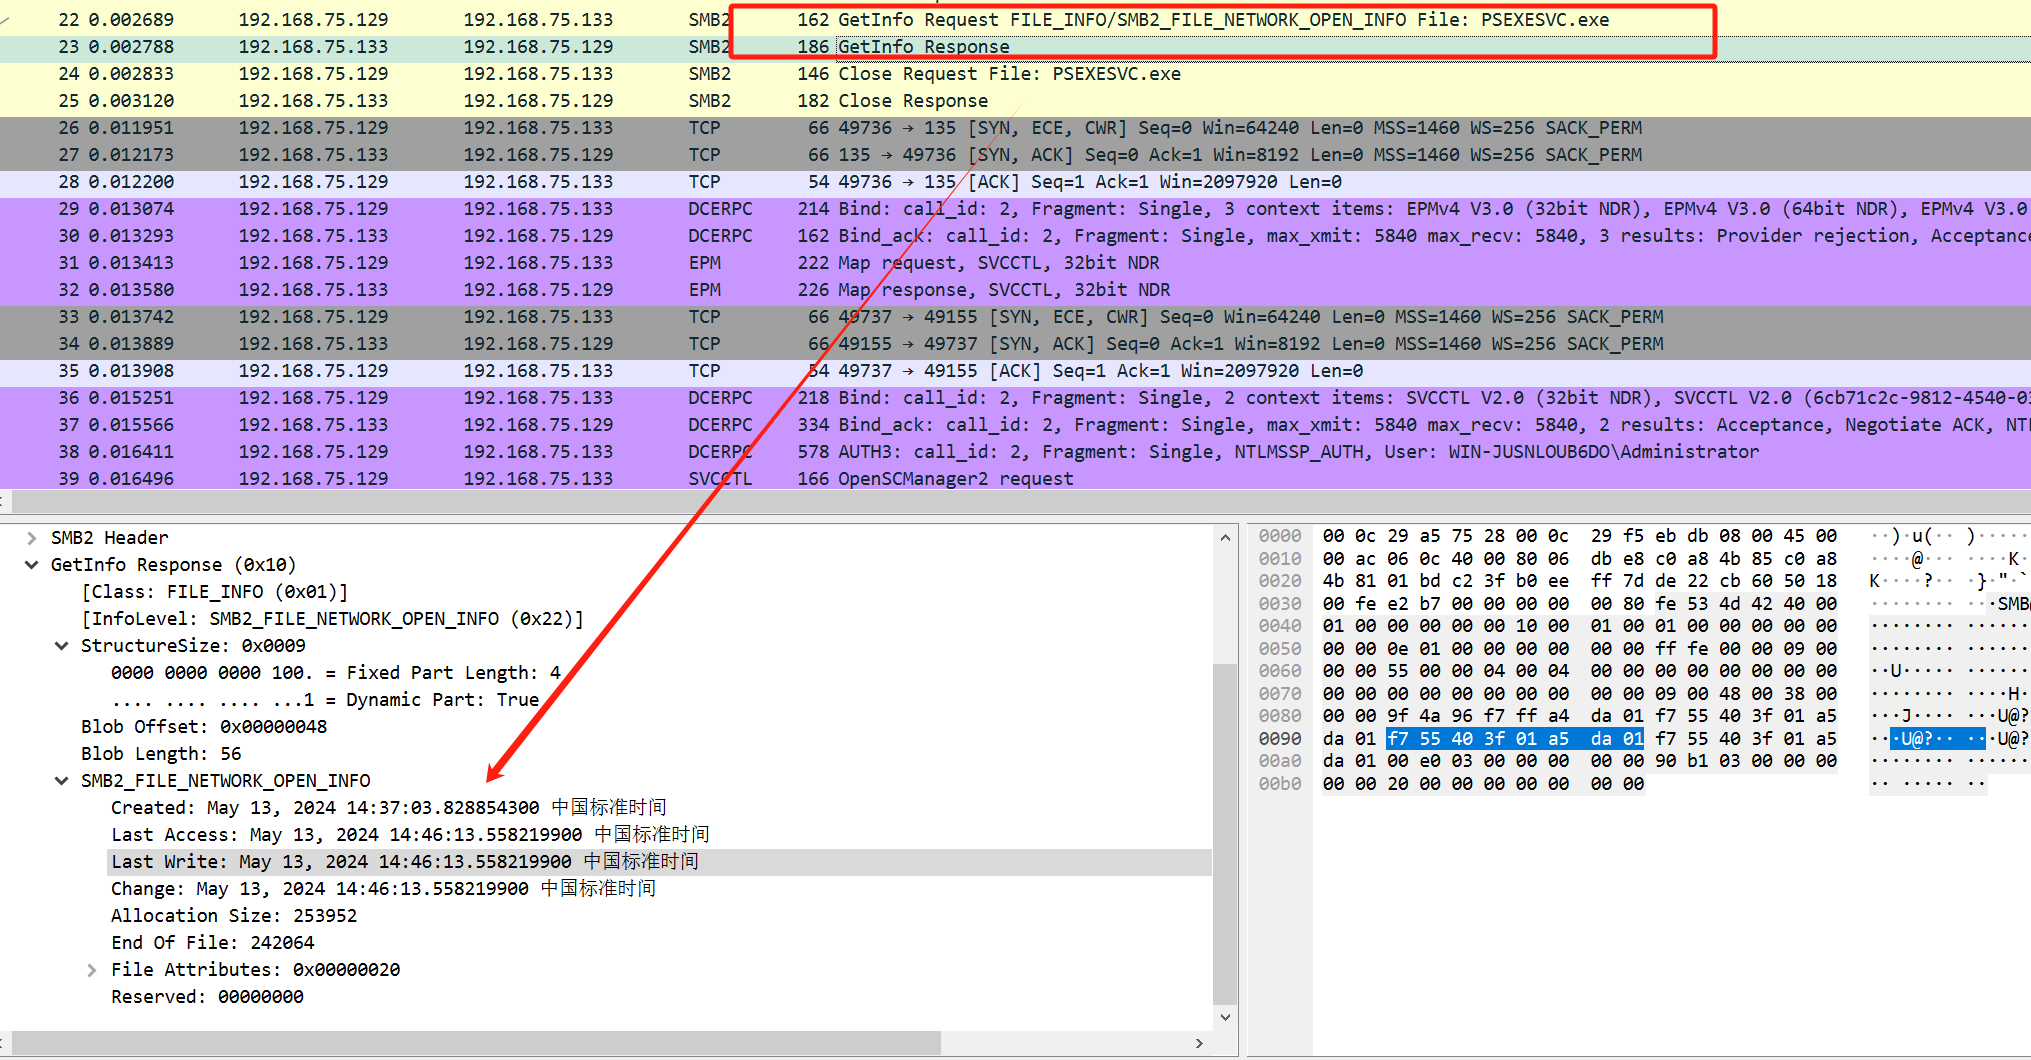 22 0.002689 192.168.75.129 192.168.75.133 SMB2 162 GetInfo Request FILE_INFO/SMB2_FILE_NETWORK_OPEN_INFO File: PSEXESVC.exe
23 0.002788 192.168.75.133 192.168.75.129 SMB2 186 GetInfo Response
24 0.002833 192.168.75.129 192.168.75.133 SMB2 146 Close Request File: PSEXESVC.exe
25 0.003120 192.168.75.133 192.168.75.129 SMB2 182 Close Response
26 0.011951 192.168.75.129 192.168.75.133 TCP 66 49736 → 135 [SYN, ECE, CWR] Seq=0 Win=64240 Len=0 MSS=1460 WS=256 SACK_PERM
27 0.012173 192.168.75.133 192.168.75.129 TCP 66 135 → 49736 [SYN, ACK] Seq=0 Ack=1 Win=8192 Len=0 MSS=1460 WS=256 SACK_PERM
28 0.012200 192.168.75.129 192.168.75.133 TCP 54 49736 → 135 [ACK] Seq=1 Ack=1 Win=2097920 Len=0
29 0.013074 192.168.75.129 192.168.75.133 DCERPC 214 Bind: call_id: 2, Fragment: Single, 3 context items: EPMv4 V3.0 (32bit NDR), EPMv4 V3.0 (64bit NDR), EPMv4 V3.0
30 0.013293 192.168.75.133 192.168.75.129 DCERPC 162 Bind_ack: call_id: 2, Fragment: Single, max_xmit: 5840 max_recv: 5840, 3 results: Provider rejection, Acceptance
31 0.013413 192.168.75.129 192.168.75.133 EPM 222 Map request, SVCCTL, 32bit NDR
32 0.013580 192.168.75.133 192.168.75.129 EPM 226 Map response, SVCCTL, 32bit NDR
33 0.013742 192.168.75.129 192.168.75.133 TCP 66 49737 → 49155 [SYN, ECE, CWR] Seq=0 Win=64240 Len=0 MSS=1460 WS=256 SACK_PERM
34 0.013889 192.168.75.133 192.168.75.129 TCP 66 49155 → 49737 [SYN, ACK] Seq=0 Ack=1 Win=8192 Len=0 MSS=1460 WS=256 SACK_PERM
35 0.013908 192.168.75.129 192.168.75.133 TCP 54 49737 → 49155 [ACK] Seq=1 Ack=1 Win=2097920 Len=0
36 0.015251 192.168.75.129 192.168.75.133 DCERPC 218 Bind: call_id: 2, Fragment: Single, 2 context items: SVCCTL V2.0 (32bit NDR), SVCCTL V2.0 (6cb71c2c-9812-4540-
37 0.015566 192.168.75.133 192.168.75.129 DCERPC 334 Bind_ack: call_id: 2, Fragment: Single, max_xmit: 5840 max_recv: 5840, 2 results: Acceptance, Negotiate ACK,
38 0.016411 192.168.75.129 192.168.75.133 DCERPC 578 AUTH3: call_id: 2, Fragment: Single, NTLMSSP_AUTH, User: WIN-JUSNLOUB6DO\Administrator
39 0.016496 192.168.75.129 192.168.75.133 SVCCTL 166 OpenSCManager2 request
SMB2 Header
GetInfo Response (0x10)
[Class: FILE_INFO (0x01)]
[InfoLevel: SMB2_FILE_NETWORK_OPEN_INFO (0x22)]
StructureSize: 0x0009
0000 0000 0000 100. = Fixed Part Length: 4
.... .... .... ...1 = Dynamic Part: True
Blob Offset: 0x00000048
Blob Length: 56
SMB2_FILE_NETWORK_OPEN_INFO
Created: May 13, 2024 14:37:03.828854300 中国标准时间
Last Access: May 13, 2024 14:46:13.558219900 中国标准时间
Last Write: May 13, 2024 14:46:13.558219900 中国标准时间
Change: May 13, 2024 14:46:13.558219900 中国标准时间
Allocation Size: 253952
End Of File: 242064
File Attributes: 0x00000020
Reserved: 00000000
0000 00 0c 29 a5 75 28 00 0c 29 f5 eb db 08 00 45 00 ··)·u(·· )·····
0010 00 ac 06 0c 40 00 80 06 db e8 c0 a8 4b 85 c0 a8 ····@··· ····K
0020 4b 81 01 bd c2 3f b0 ee ff 7d de 22 cb 60 50 18 K····?·· ·}·"·`
0030 00 fe e2 b7 00 00 00 00 00 80 fe 53 4d 42 40 00 ········ ···SMB@
0040 01 00 00 00 00 00 10 00 01 00 01 00 00 00 00 00 ········ ······
0050 00 00 0e 01 00 00 00 00 00 00 ff fe 00 00 09 00 ········ ······
0060 00 00 55 00 00 04 00 04 00 00 00 00 00 00 00 00 ··U····· ······
0070 00 00 00 00 00 00 00 00 00 00 09 00 48 00 38 00 ········ ····H·
0080 00 00 9f 4a 96 f7 ff a4 da 01 f7 55 40 3f 01 a5 ···J···· ···U@?
0090 da 01 f7 55 40 3f 01 a5 da 01 f7 55 40 3f 01 a5 ···U@?·· ···U@?
00a0 da 01 00 e0 03 00 00 00 00 00 90 b1 03 00 00 00 ········ ······
00b0 00 00 20 00 00 00 00 00 00 00 ·· ····· ··